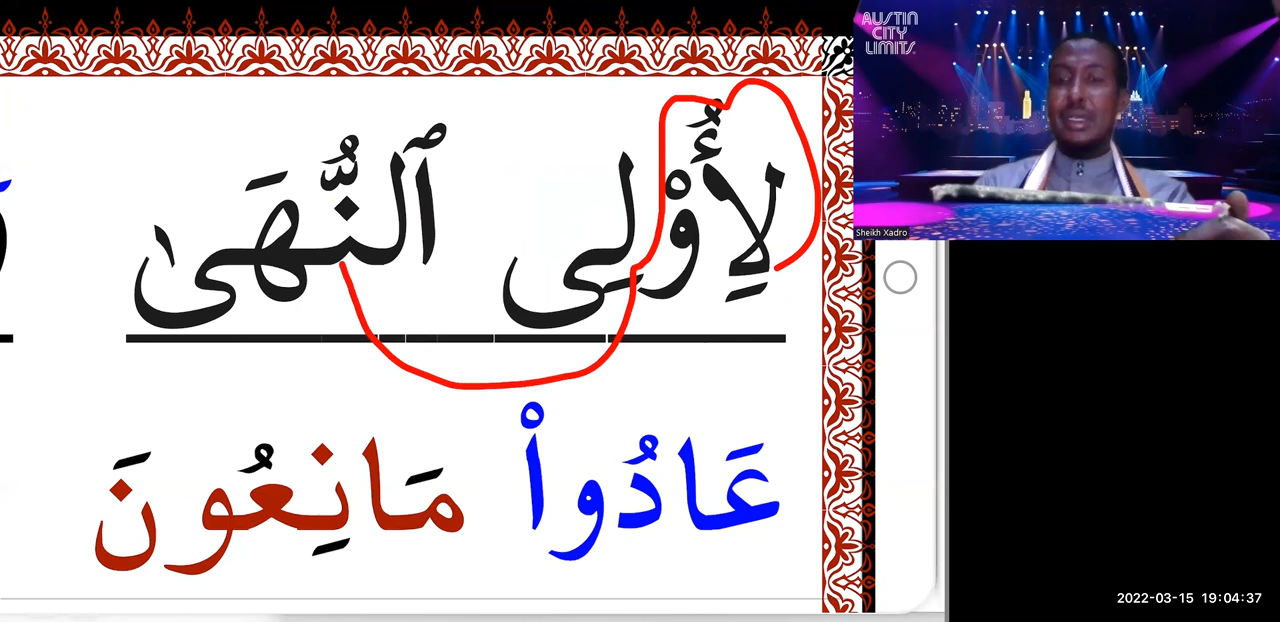 AUSTIN
CITY
LIMITS
Sheikh Xadro
لِأُوْلِى ٱلنُّهَىٰ
عَادُواْ مَانِعُونَ
2022-03-15 19:04:37